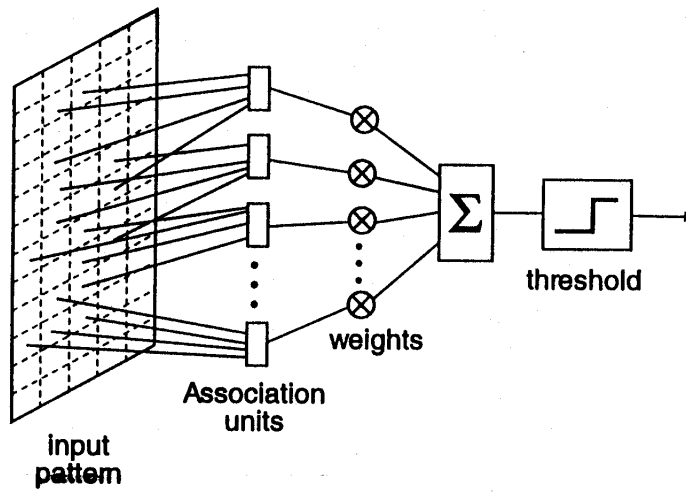 Σ
threshold
weights
Association
units
input
pattern